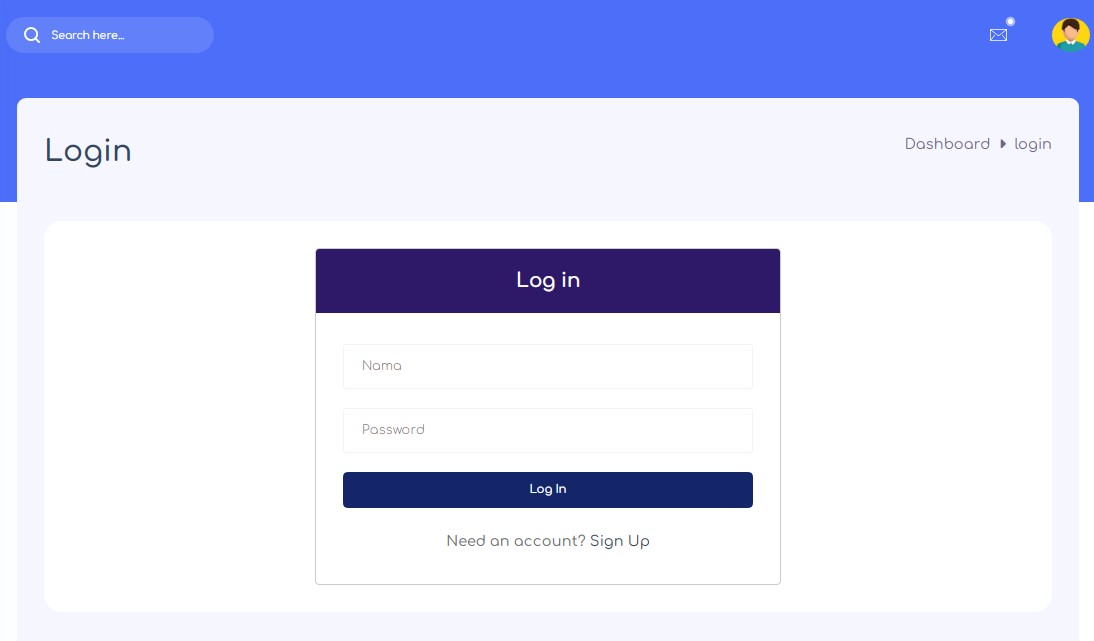 Search here...
Login
Dashboard login
Log in
Nama
Password
Log In
Need an account? Sign Up